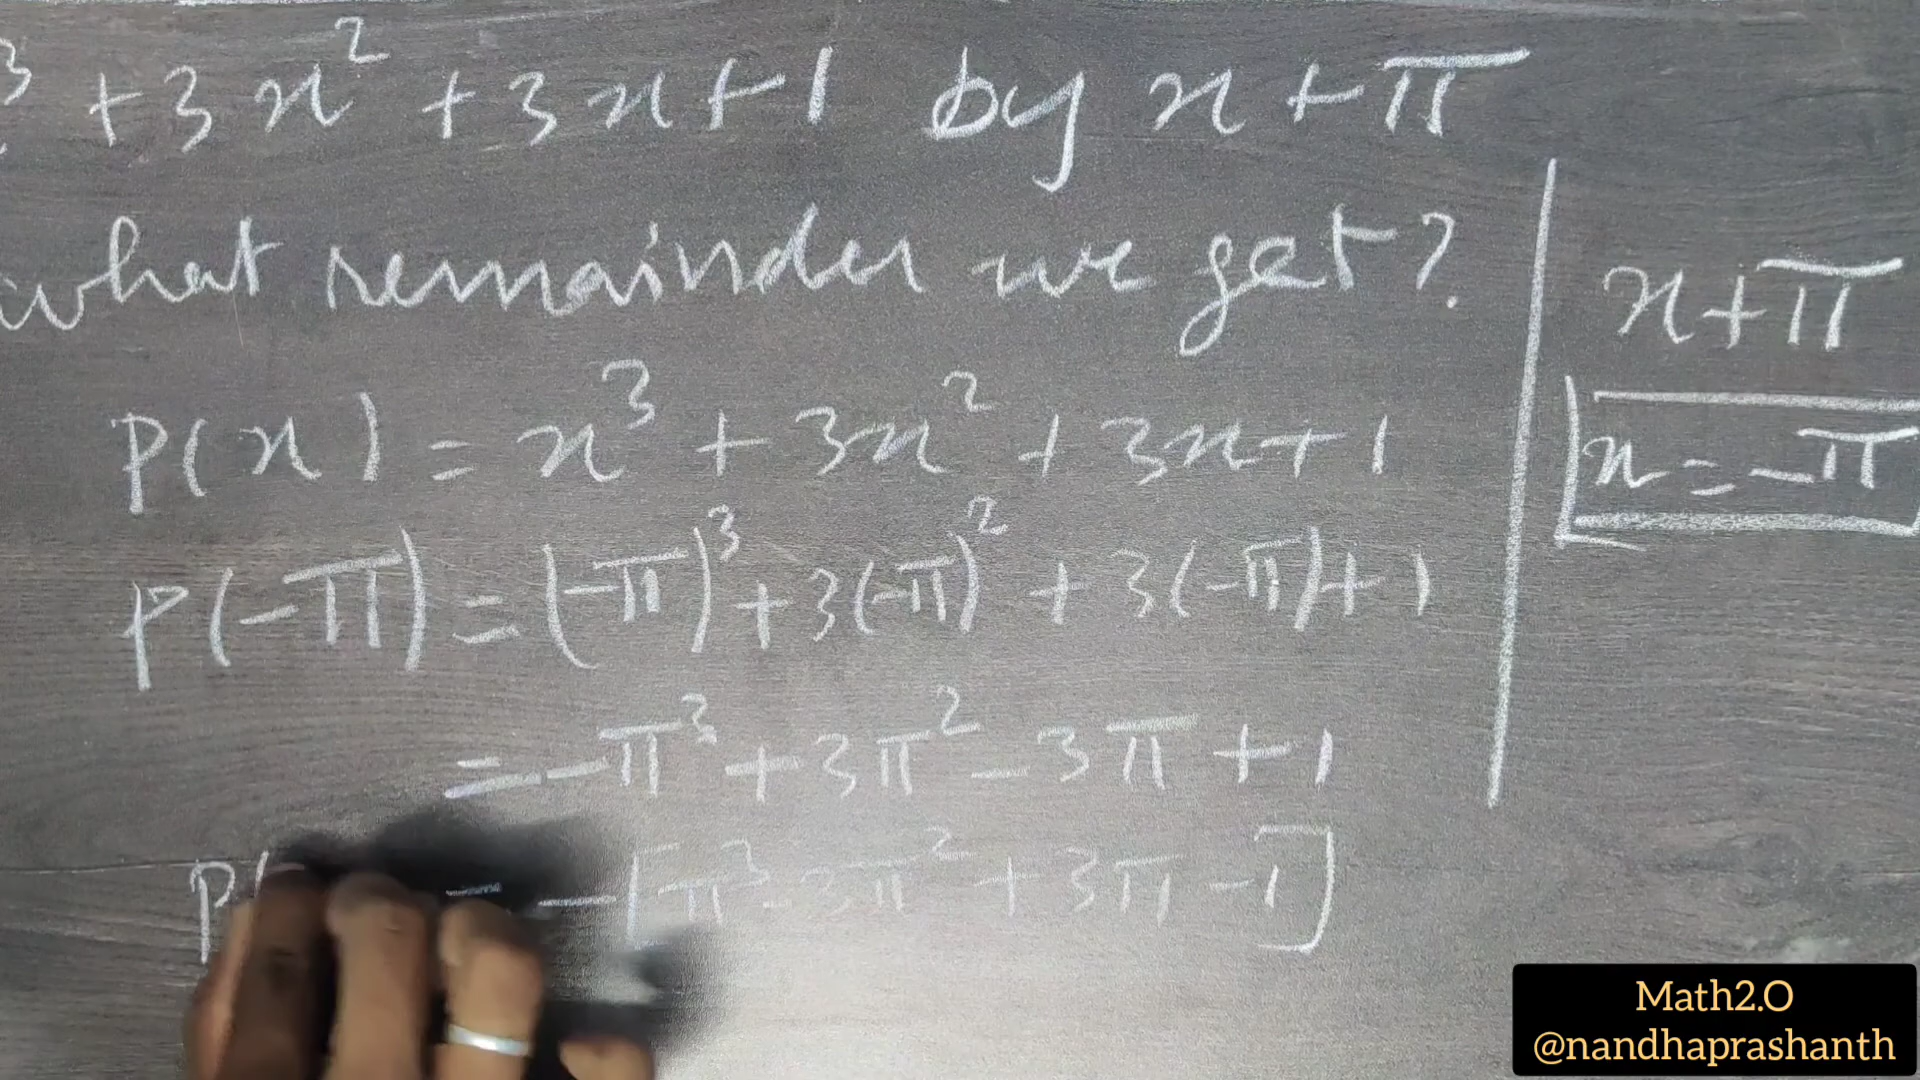 ³ + 3x² + 3x + 1 by x + π
what remainder we get?
x + π
x = -π
P(x) = x³ + 3x² + 3x + 1
P(-π) = (-π)³ + 3(-π)² + 3(-π) + 1
= -π³ + 3π² - 3π + 1
P( = -[π³ - 3π² + 3π - 1]
Math2.O
@nandhaprashanth